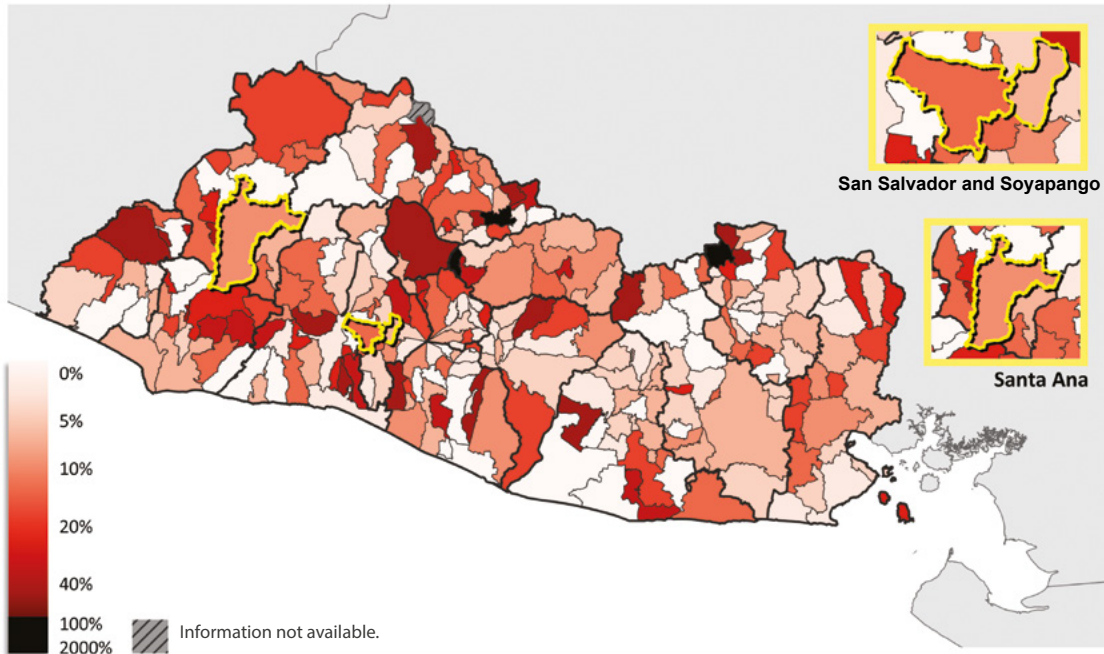 San Salvador and Soyapango
Santa Ana
0%
5%
10%
20%
40%
100%
2000%
Information not available.